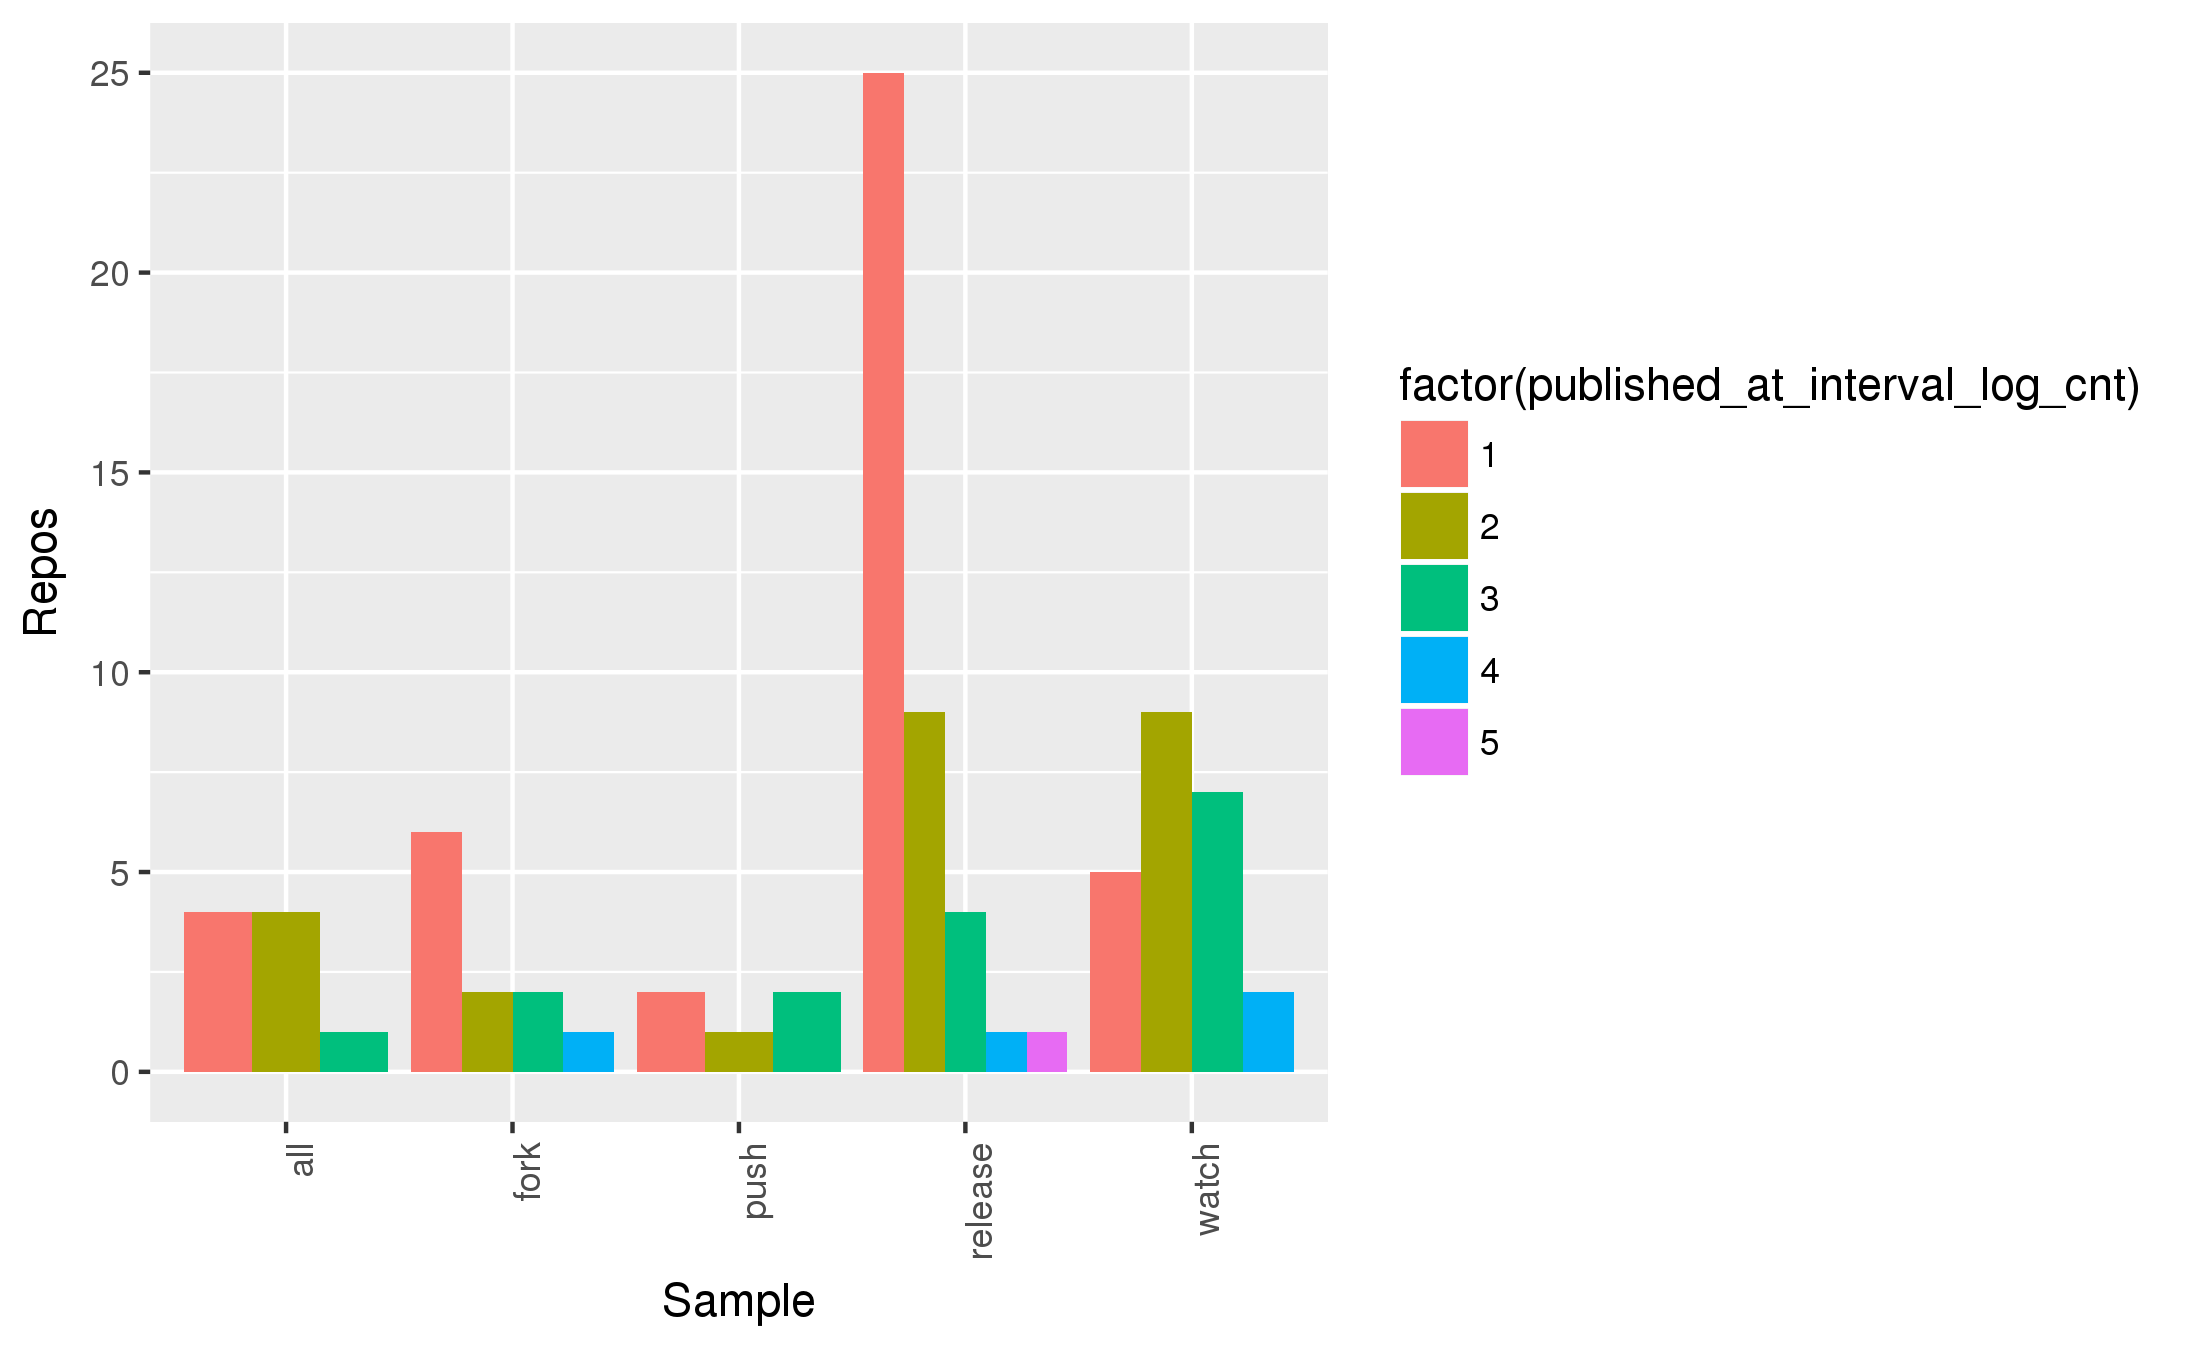 25
20
15
10
5
0
Repos
all
fork
push
release
watch
Sample
factor(published_at_interval_log_cnt)
1
2
3
4
5